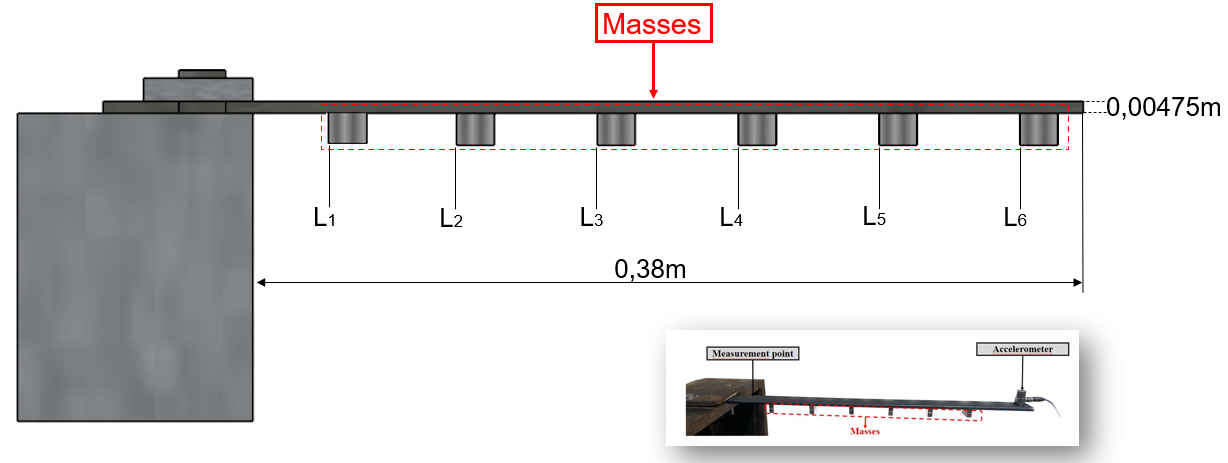 Masses
0,00475m
L1
L2
L3
L4
L5
L6
0,38m
Measurement point
Accelerometer
Masses